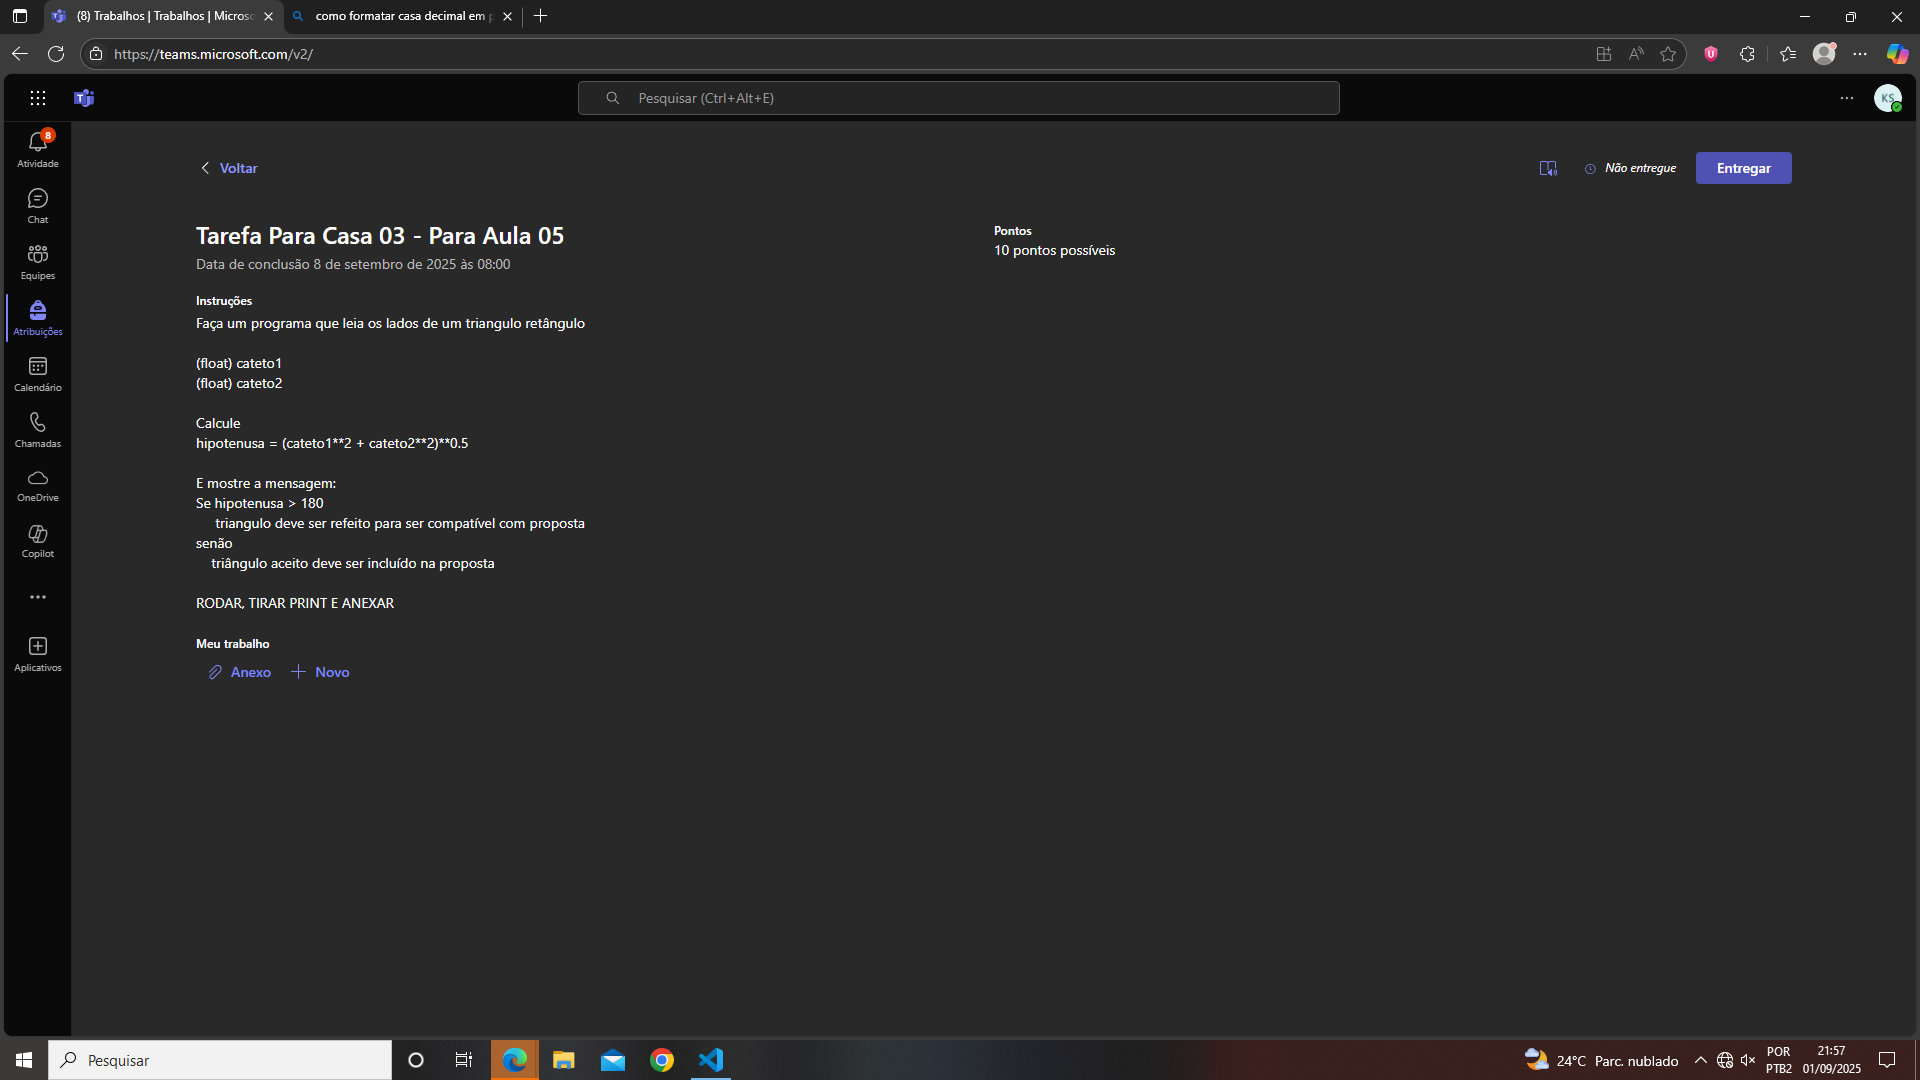 (8) Trabalhos | Trabalhos | Microso
como formatar casa decimal em p
https://teams.microsoft.com/v2/
Pesquisar (Ctrl+Alt+E)
KS
8
Atividade
Chat
Equipes
Atribuições
Calendário
Chamadas
OneDrive
Copilot
Aplicativos
Voltar
Não entregue
Entregar
Tarefa Para Casa 03 - Para Aula 05
Data de conclusão 8 de setembro de 2025 às 08:00
Pontos
10 pontos possíveis
Instruções
Faça um programa que leia os lados de um triangulo retângulo
(float) cateto1
(float) cateto2
Calcule
hipotenusa = (cateto1**2 + cateto2**2)**0.5
E mostre a mensagem:
Se hipotenusa > 180
triangulo deve ser refeito para ser compatível com proposta
senão
triângulo aceito deve ser incluído na proposta
RODAR, TIRAR PRINT E ANEXAR
Meu trabalho
Anexo
Novo
Pesquisar
24°C Parc. nublado
POR
PTB2
21:57
01/09/2025